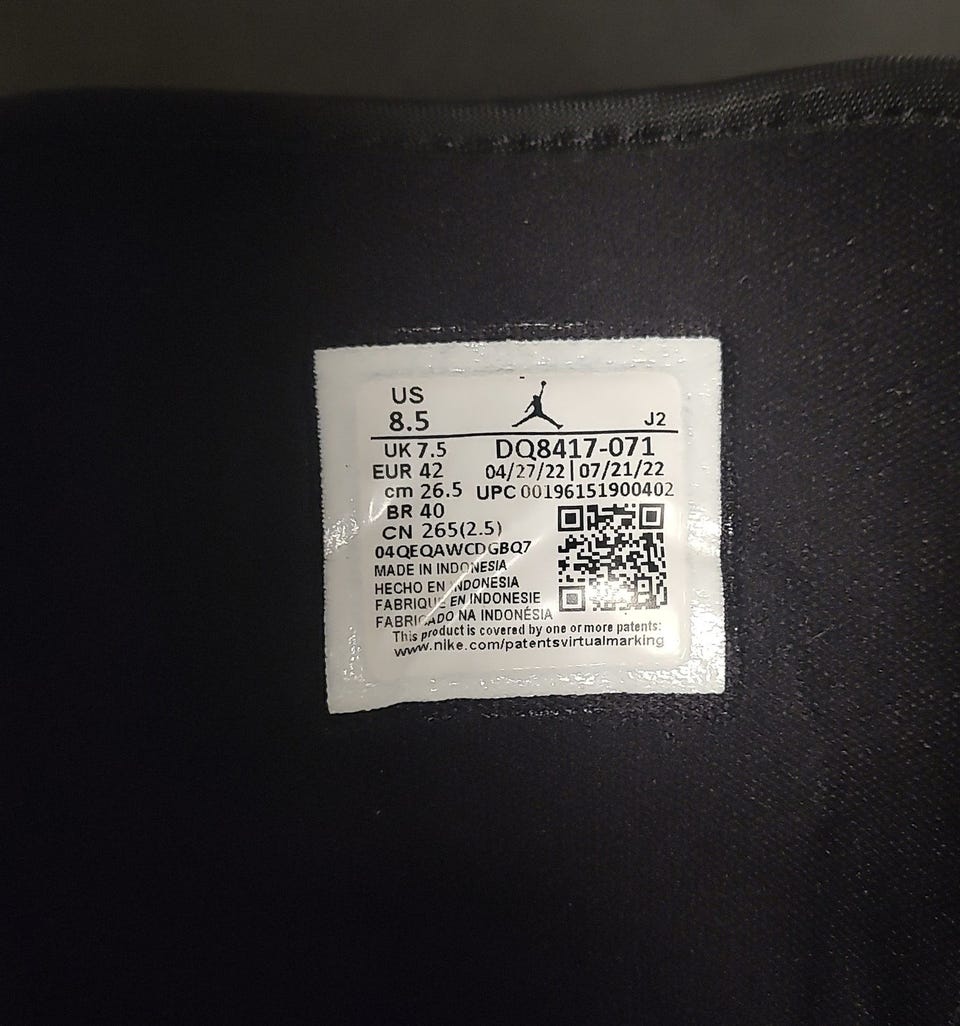 US
8.5
J2
UK 7.5
DQ8417-071
EUR 42
04/27/22 | 07/21/22
cm 26.5
UPC 00196151900402
BR 40
CN 265(2.5)
04QEQAWCDGBQ7
MADE IN INDONESIA
HECHO EN INDONESIA
FABRIQUE EN INDONESIE
FABRICADO NA INDONÉSIA
This product is covered by one or more patents:
www.nike.com/patentsvirtualmarking